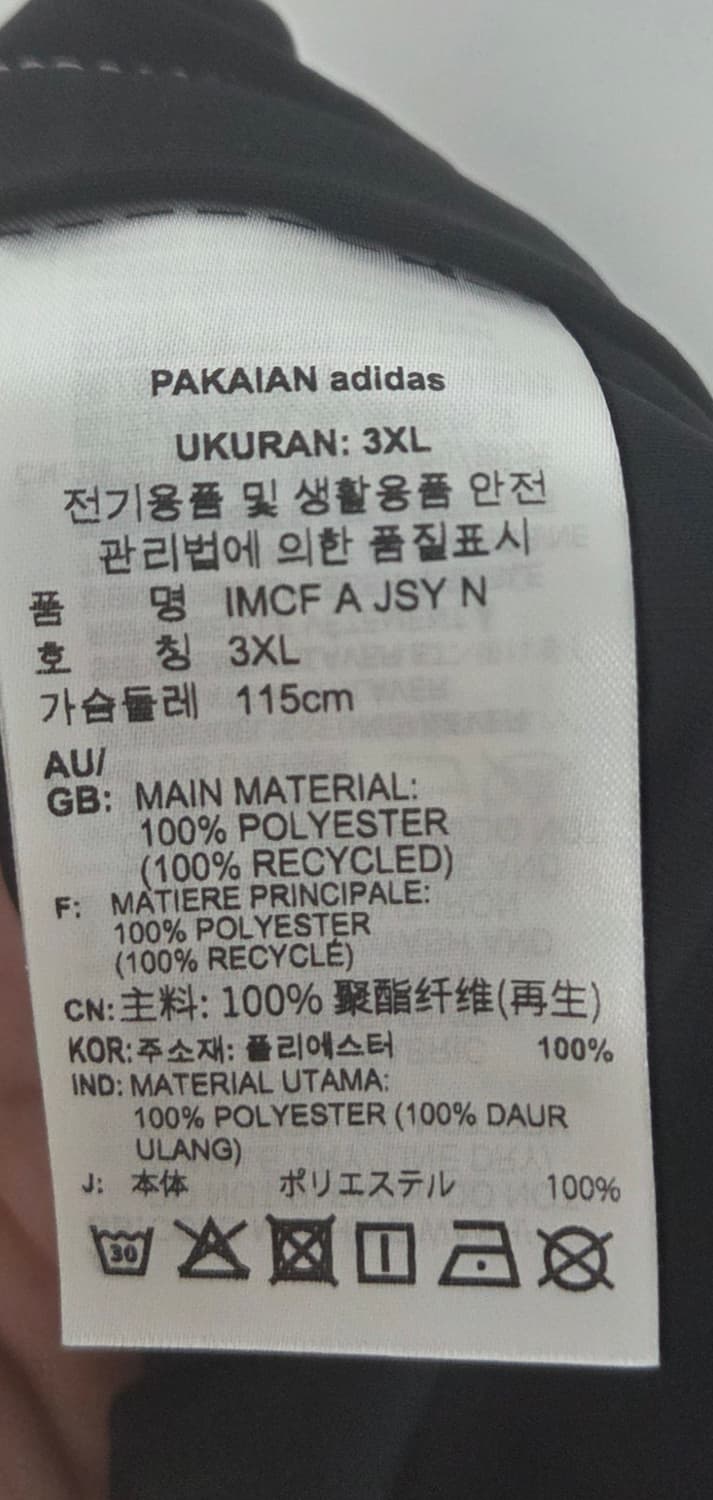 PAKAIAN adidas
UKURAN: 3XL
전기용품 및 생활용품 안전
관리법에 의한 품질표시
품 명 IMCF A JSY N
호 칭 3XL
가슴둘레 115cm
AU/
GB: MAIN MATERIAL:
100% POLYESTER
(100% RECYCLED)
F: MATIERE PRINCIPALE:
100% POLYESTER
(100% RECYCLÉ)
CN: 主料: 100% 聚酯纤维(再生)
KOR: 주소재: 폴리에스터 100%
IND: MATERIAL UTAMA:
100% POLYESTER (100% DAUR
ULANG)
J: 本体 ポリエステル 100%
30